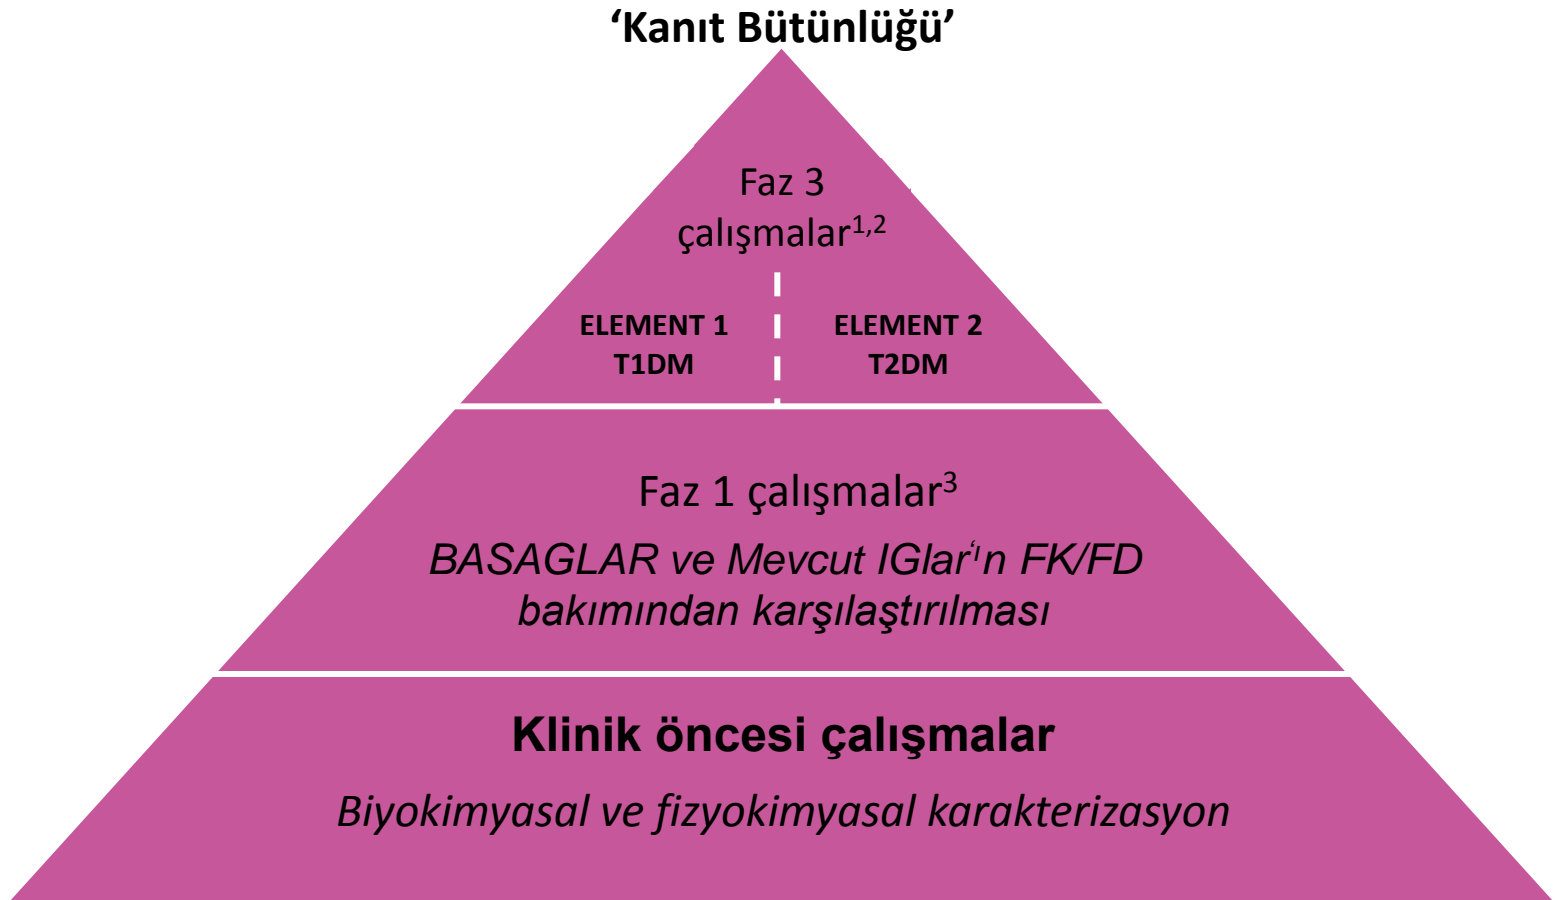 ‘Kanıt Bütünlüğü’
Faz 3
çalışmalar1,2
ELEMENT 1
T1DM
ELEMENT 2
T2DM
Faz 1 çalışmalar3
BASAGLAR ve Mevcut IGlar‘ın FK/FD
bakımından karşılaştırılması
Klinik öncesi çalışmalar
Biyokimyasal ve fizyokimyasal karakterizasyon